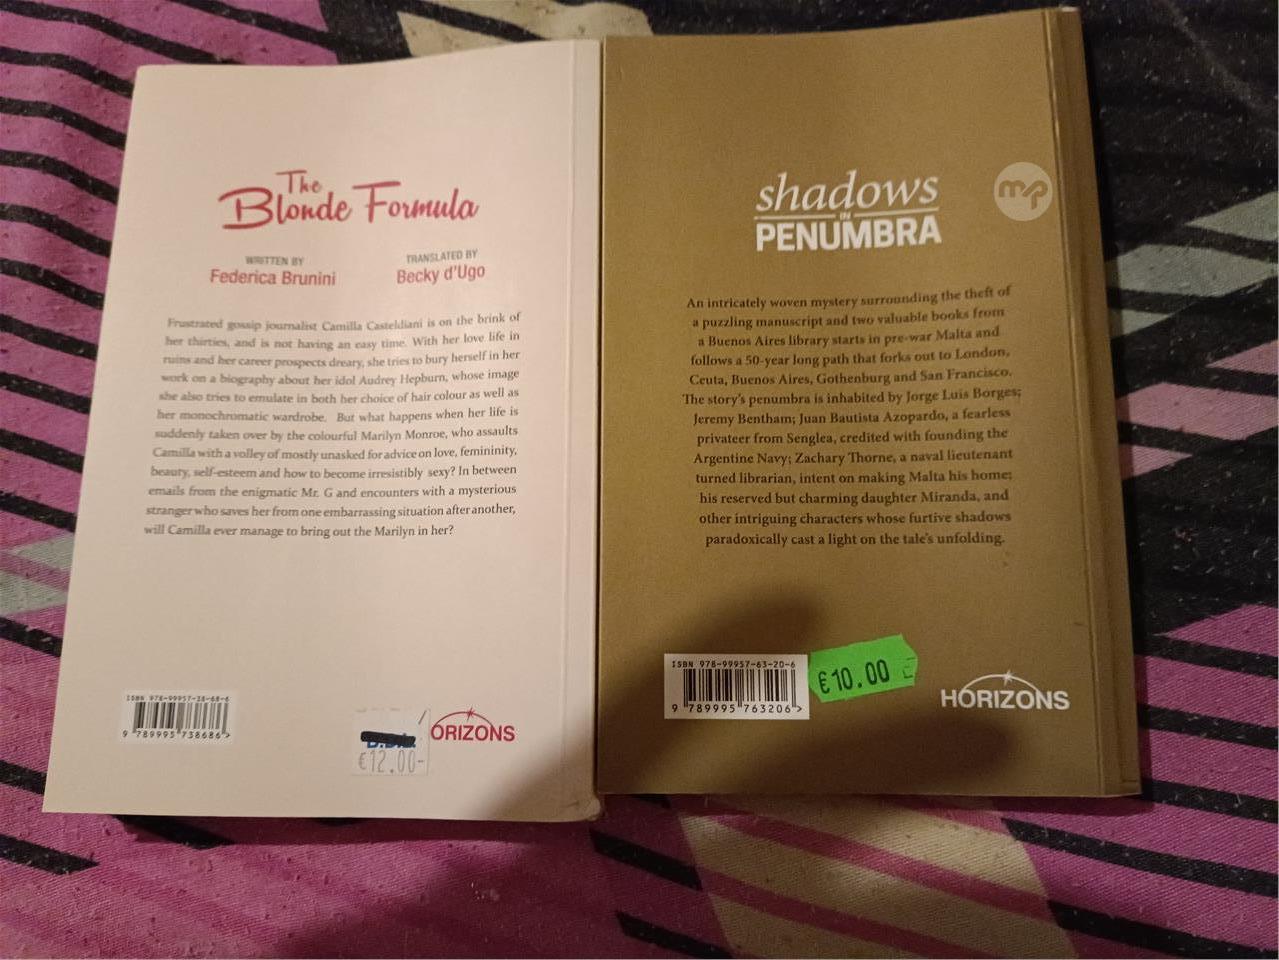 The
Blonde Formula
WRITTEN BY
Federica Brunini
TRANSLATED BY
Becky d'Ugo
Frustrated gossip journalist Camilla Casteldiani is on the brink of
her thirties, and is not having an easy time. With her love life in
ruins and her career prospects dreary, she tries to bury herself in her
work on a biography about her idol Audrey Hepburn, whose image
she also tries to emulate in both her choice of hair colour as well as
her monochromatic wardrobe. But what happens when her life is
suddenly taken over by the colourful Marilyn Monroe, who assaults
Camilla with a volley of mostly unasked for advice on love, femininity,
beauty, self-esteem and how to become irresistibly sexy? In between
emails from the enigmatic Mr. G and encounters with a mysterious
stranger who saves her from one embarrassing situation after another,
will Camilla ever manage to bring out the Marilyn in her?
ISBN 978-99957-38-68-6
9 789995 738686 >
€12.00-
ORIZONS
shadows
IN
PENUMBRA
mp
An intricately woven mystery surrounding the theft of
a puzzling manuscript and two valuable books from
a Buenos Aires library starts in pre-war Malta and
follows a 50-year long path that forks out to London,
Ceuta, Buenos Aires, Gothenburg and San Francisco.
The story's penumbra is inhabited by Jorge Luis Borges;
Jeremy Bentham; Juan Bautista Azopardo, a fearless
privateer from Senglea, credited with founding the
Argentine Navy; Zachary Thorne, a naval lieutenant
turned librarian, intent on making Malta his home;
his reserved but charming daughter Miranda, and
other intriguing characters whose furtive shadows
paradoxically cast a light on the tale's unfolding.
ISBN 978-99957-63-20-6
9 789995 763206 >
€10.00
HORIZONS